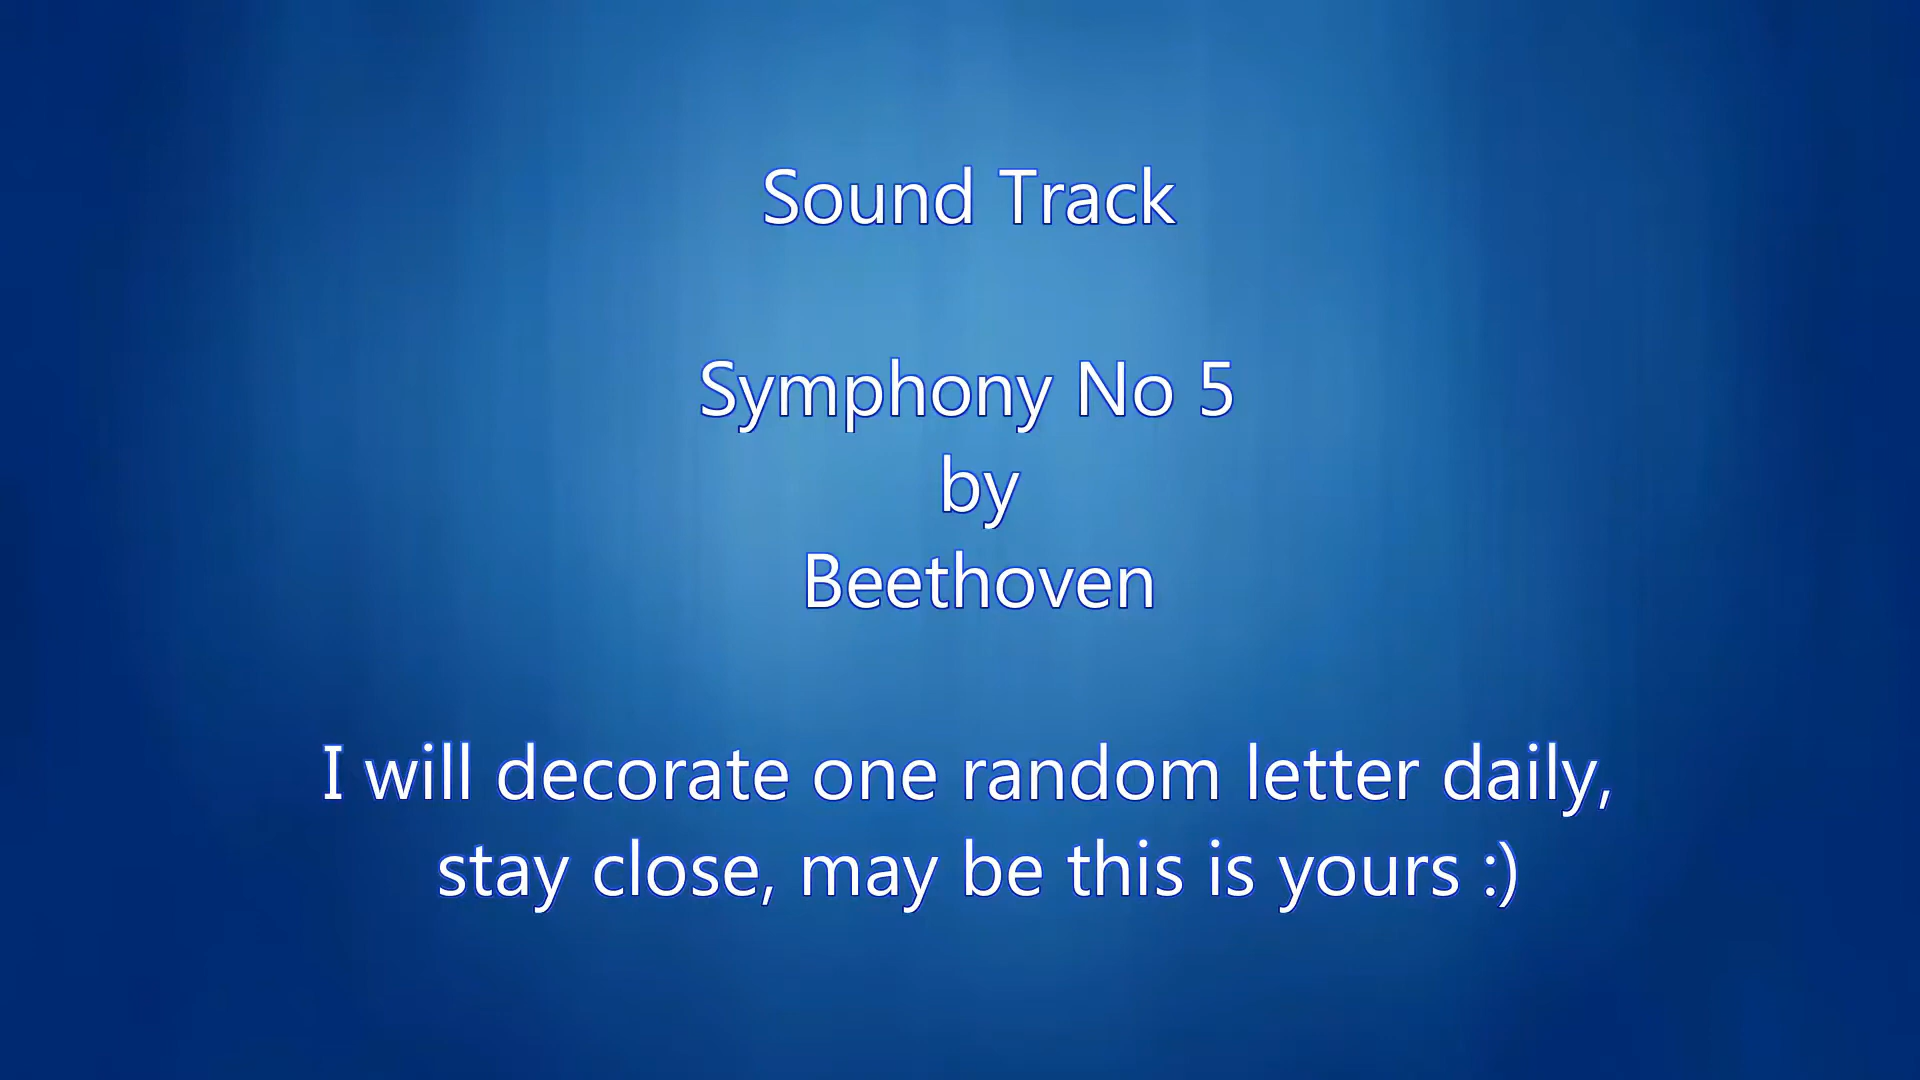 Sound Track
Symphony No 5
by
Beethoven
I will decorate one random letter daily,
stay close, may be this is yours :)